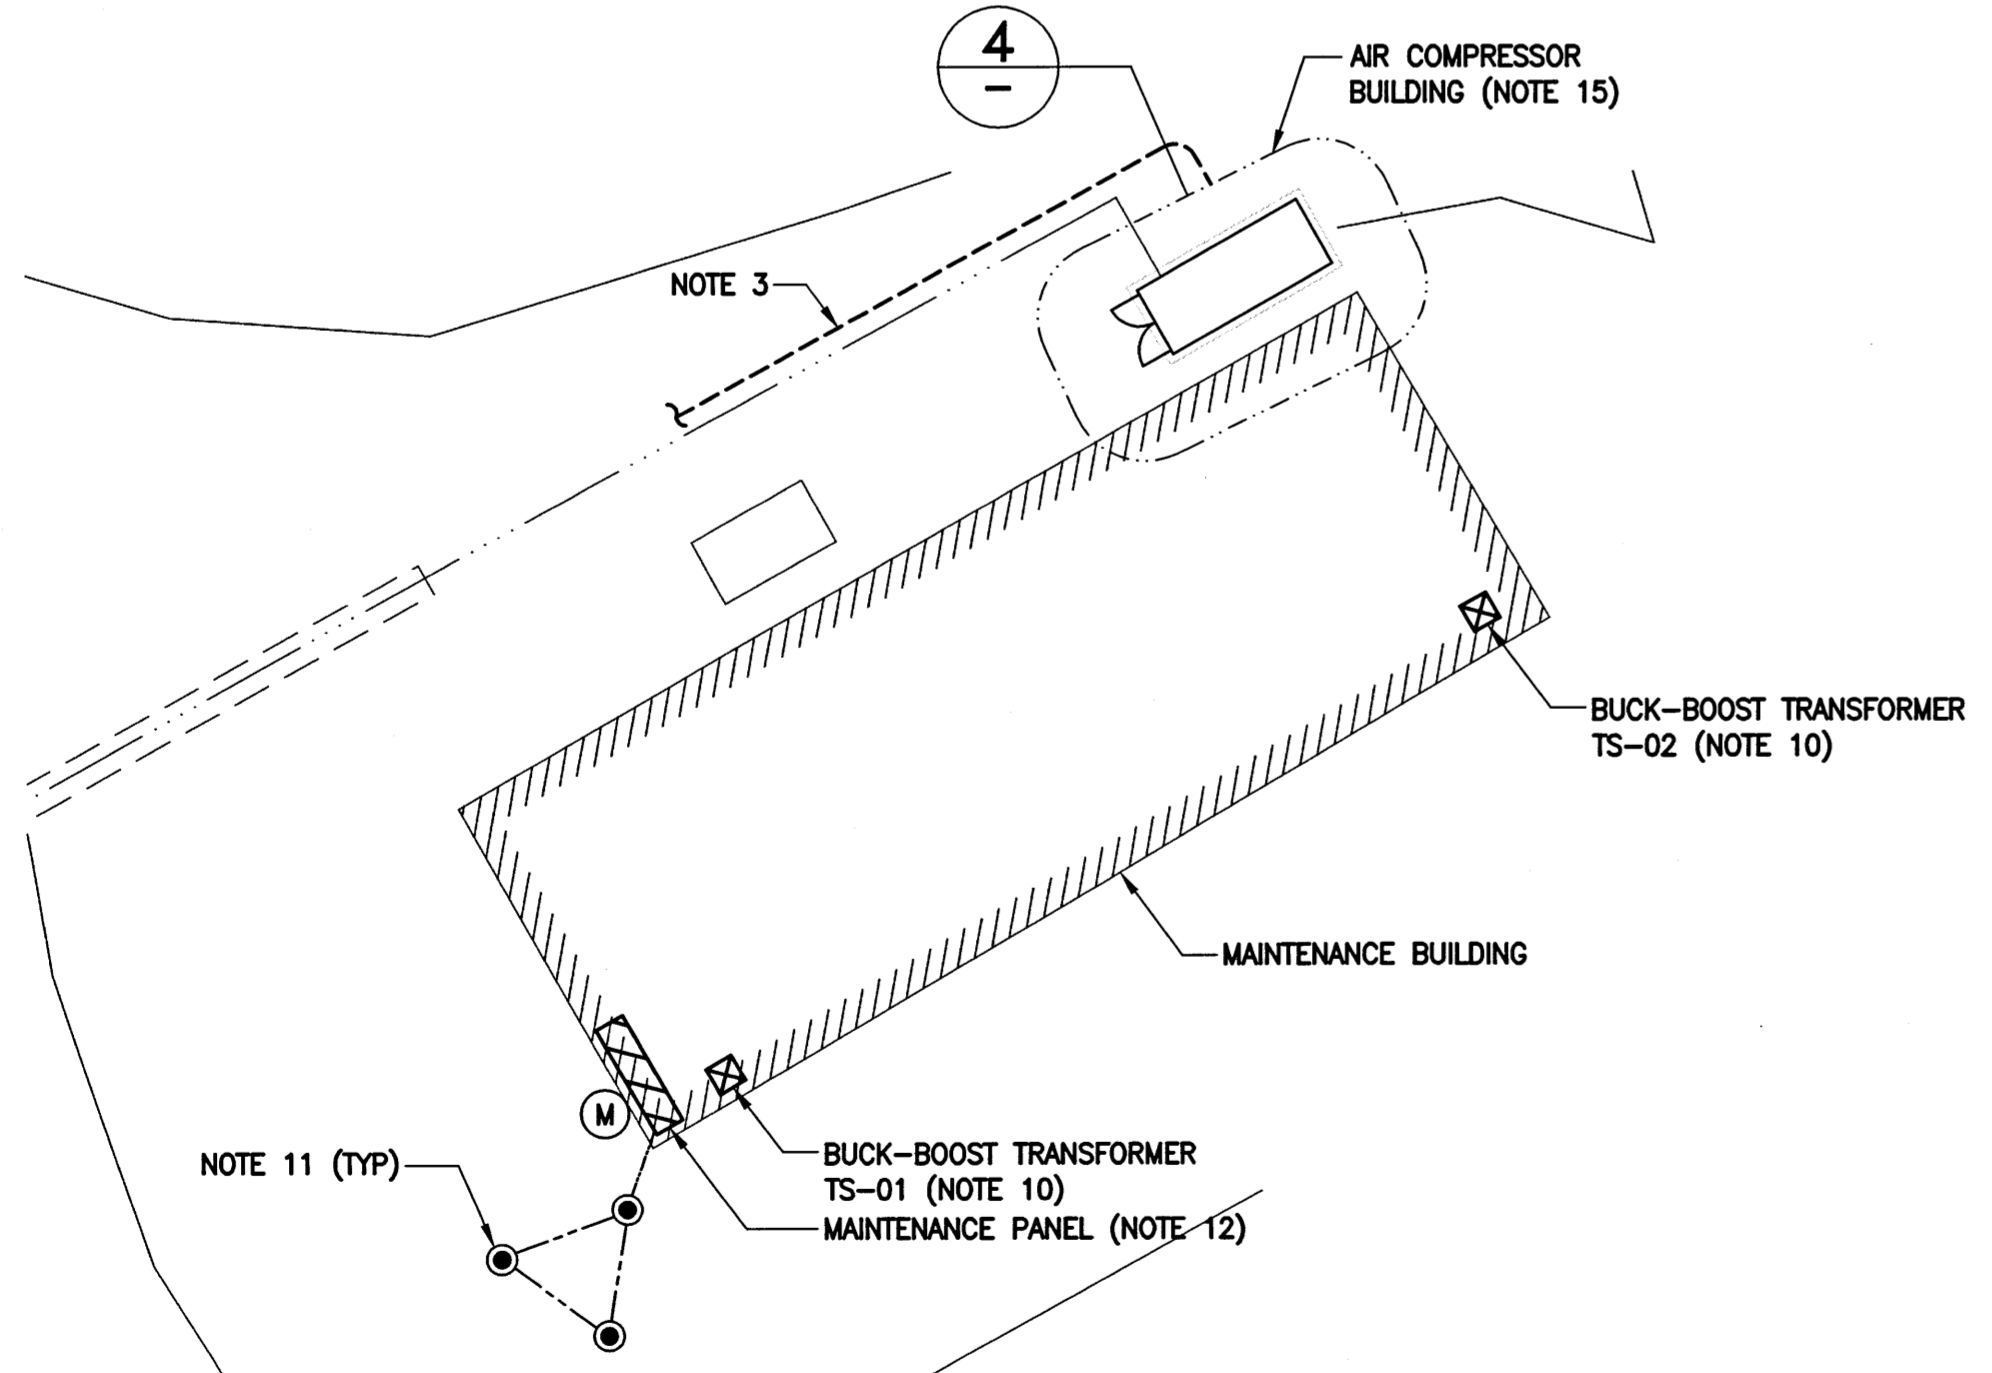 4
–
AIR COMPRESSOR
BUILDING (NOTE 15)
NOTE 3
BUCK–BOOST TRANSFORMER
TS–02 (NOTE 10)
MAINTENANCE BUILDING
M
NOTE 11 (TYP)
BUCK–BOOST TRANSFORMER
TS–01 (NOTE 10)
MAINTENANCE PANEL (NOTE 12)